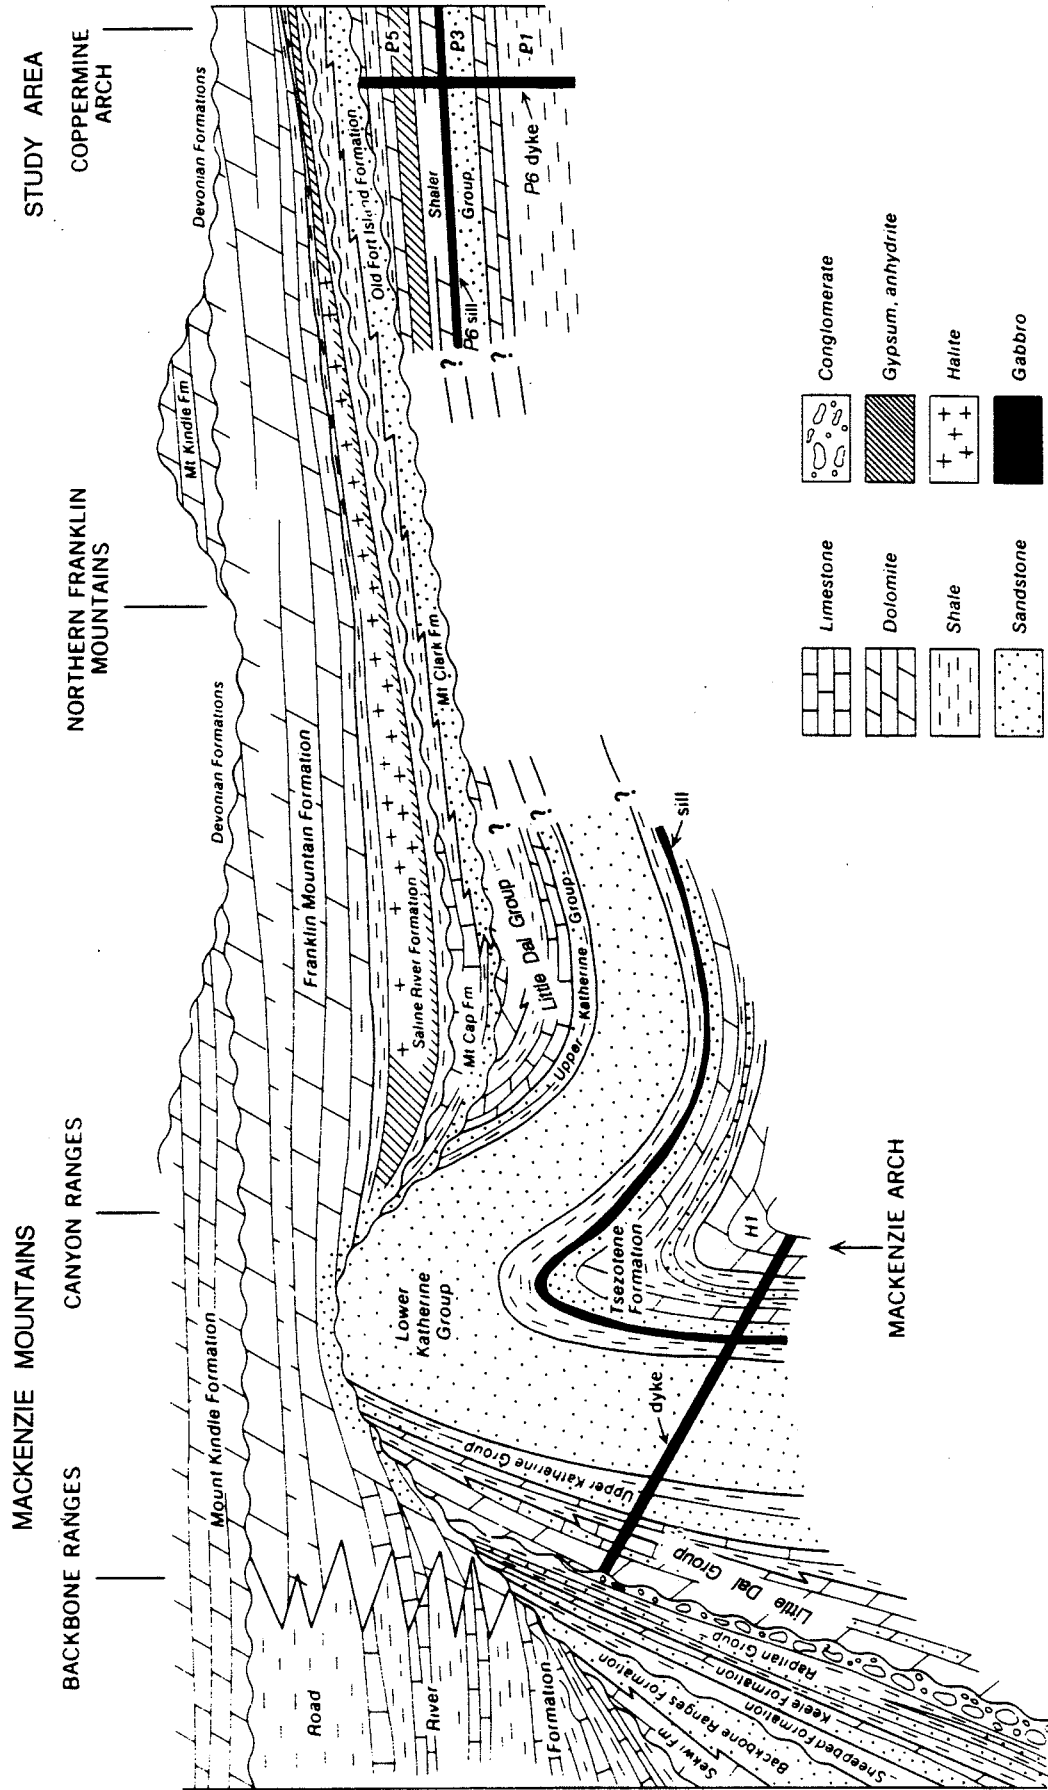 MACKENZIE MOUNTAINS
STUDY AREA
BACKBONE RANGES
CANYON RANGES
NORTHERN FRANKLIN
MOUNTAINS
COPPERMINE
ARCH
Mount Kindle Formation
Devonian Formations
Mt Kindle Fm
Devonian Formations
Franklin Mountain Formation
Road
River
Formation
Saline River Formation
Mt Cap Fm
Mt Clark Fm
Old Fort Island Formation
P5
Shaler
P3
Group
P1
P6 sill
P6 dyke
?
?
Little Dal Group
?
?
Upper Katherine Group
?
sill
Lower
Katherine
Group
Tsezotene
Formation
H1
dyke
Upper Katherine Group
Little Dal Group
Rapitan Group
Keele Formation
Sheepbed Formation
Backbone Ranges Formation
Sekwi Fm
MACKENZIE ARCH
Limestone
Dolomite
Shale
Sandstone
Conglomerate
Gypsum, anhydrite
Halite
Gabbro